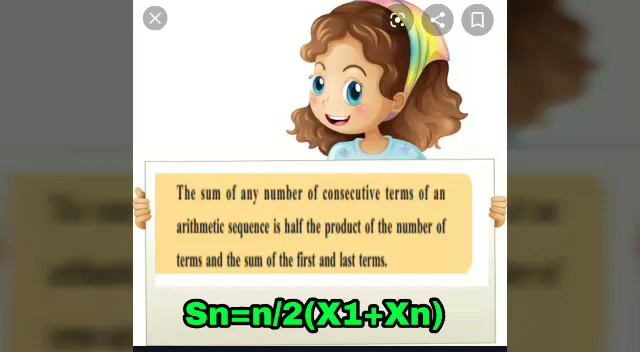 The sum of any number of consecutive terms of an
arithmetic sequence is half the product of the number of
terms and the sum of the first and last terms.
Sn=n/2(X1+Xn)